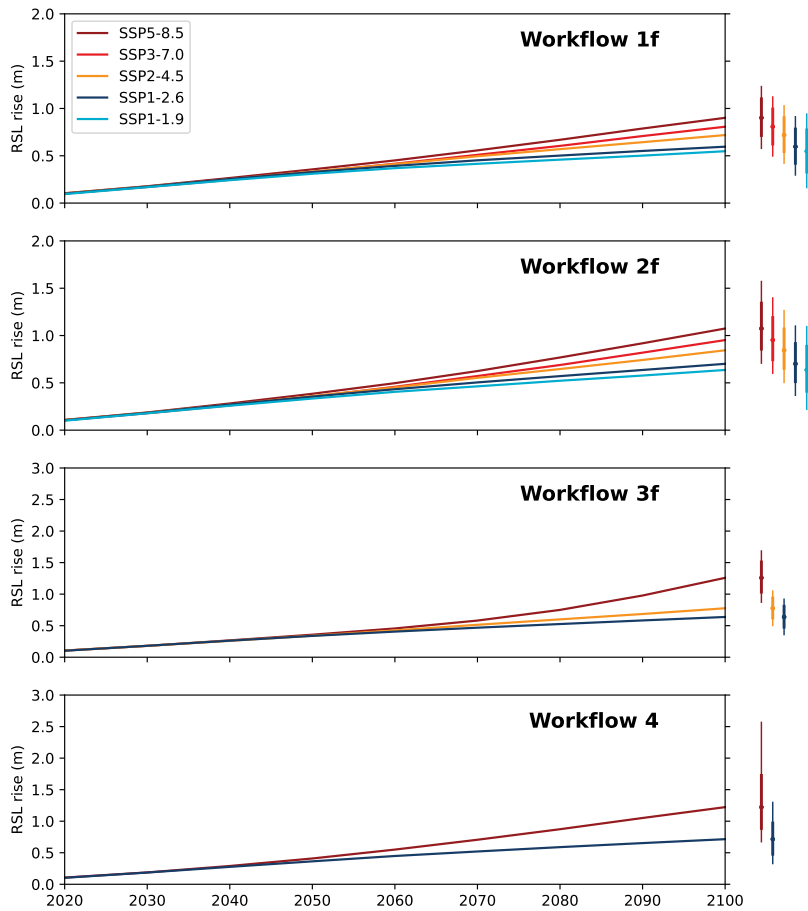 Workflow 1f
SSP5-8.5
SSP3-7.0
SSP2-4.5
SSP1-2.6
SSP1-1.9
RSL rise (m)
2.0
1.5
1.0
0.5
0.0
Workflow 2f
RSL rise (m)
2.0
1.5
1.0
0.5
0.0
Workflow 3f
RSL rise (m)
3.0
2.5
2.0
1.5
1.0
0.5
0.0
Workflow 4
RSL rise (m)
3.0
2.5
2.0
1.5
1.0
0.5
0.0
2020 2030 2040 2050 2060 2070 2080 2090 2100